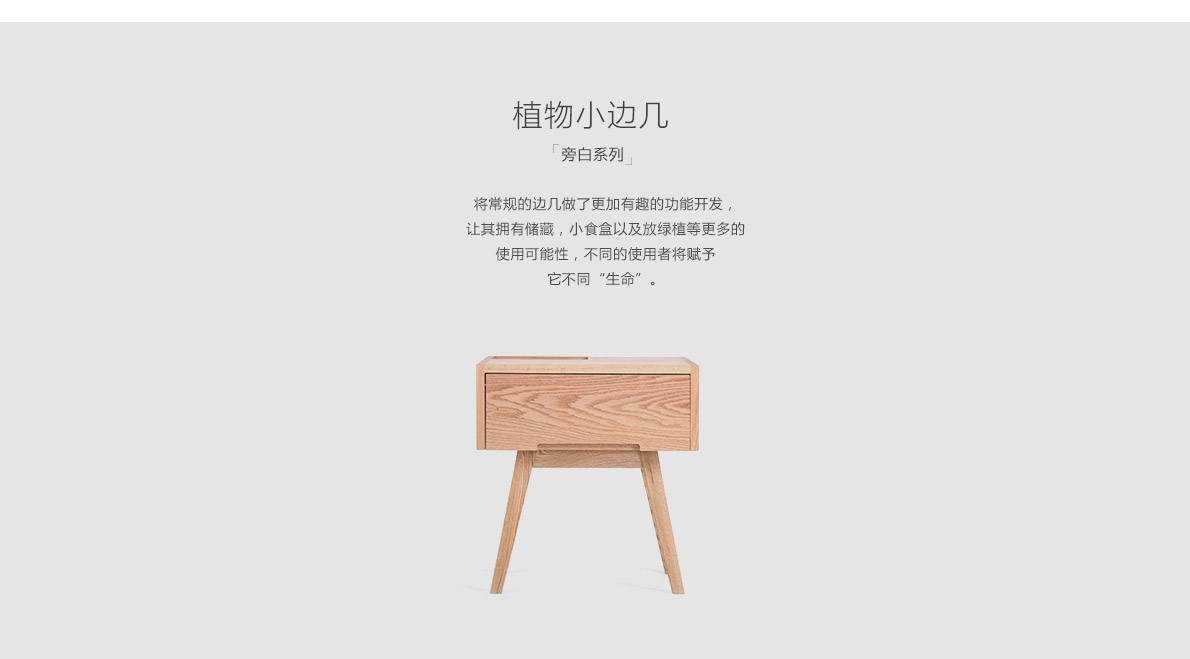 植物小边几
「旁白系列」
将常规的边几做了更加有趣的功能开发，
让其拥有储藏，小食盒以及放绿植等更多的
使用可能性，不同的使用者将赋予
它不同“生命”。